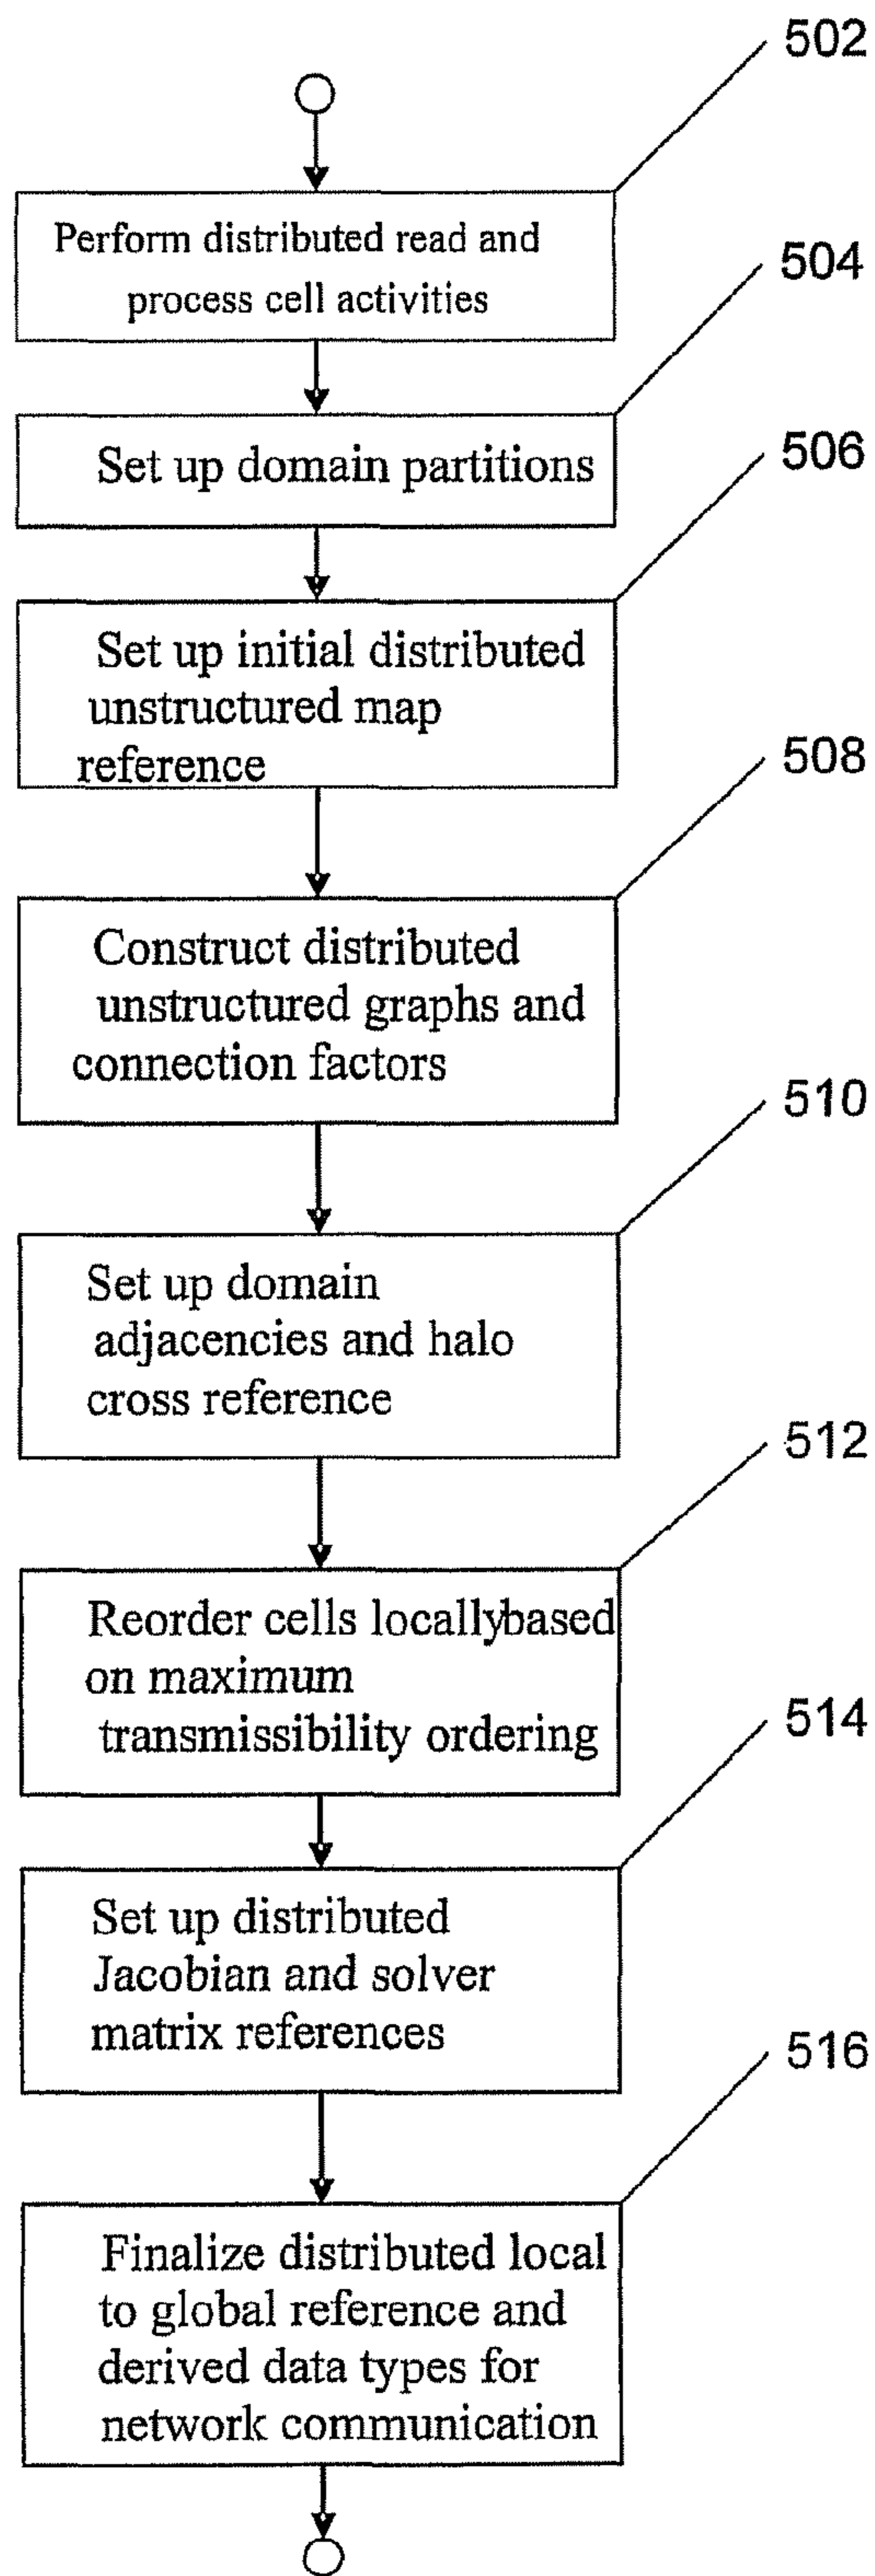 502
Perform distributed read and
process cell activities
504
Set up domain partitions
506
Set up initial distributed
unstructured map
reference
508
Construct distributed
unstructured graphs and
connection factors
510
Set up domain
adjacencies and halo
cross reference
512
Reorder cells locallybased
on maximum
transmissibility ordering
514
Set up distributed
Jacobian and solver
matrix references
516
Finalize distributed local
to global reference and
derived data types for
network communication